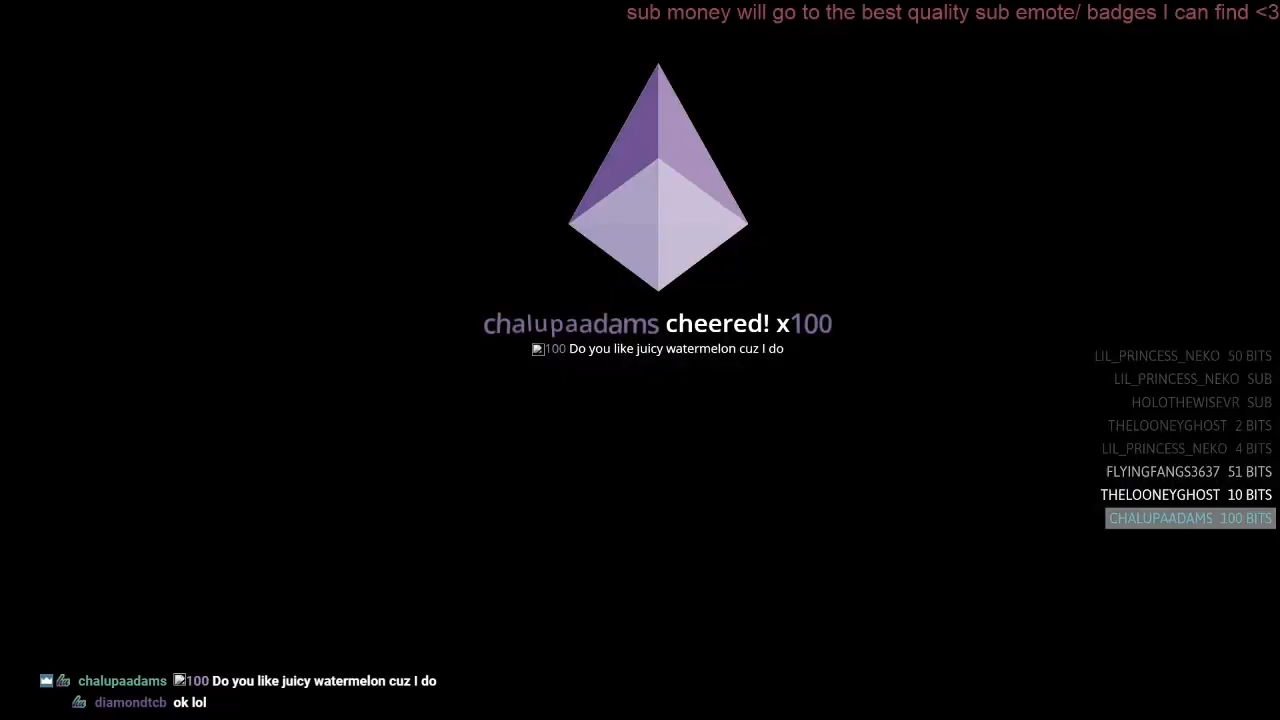 sub money will go to the best quality sub emote/ badges I can find <3
chalupaadams cheered! x100
100 Do you like juicy watermelon cuz I do
LIL_PRINCESS_NEKO 50 BITS
LIL_PRINCESS_NEKO SUB
HOLOTHEWISEVR SUB
THELOONEYGHOST 2 BITS
LIL_PRINCESS_NEKO 4 BITS
FLYINGFANGS3637 51 BITS
THELOONEYGHOST 10 BITS
CHALUPAADAMS 100 BITS
chalupaadams 100 Do you like juicy watermelon cuz I do
diamondtcb ok lol